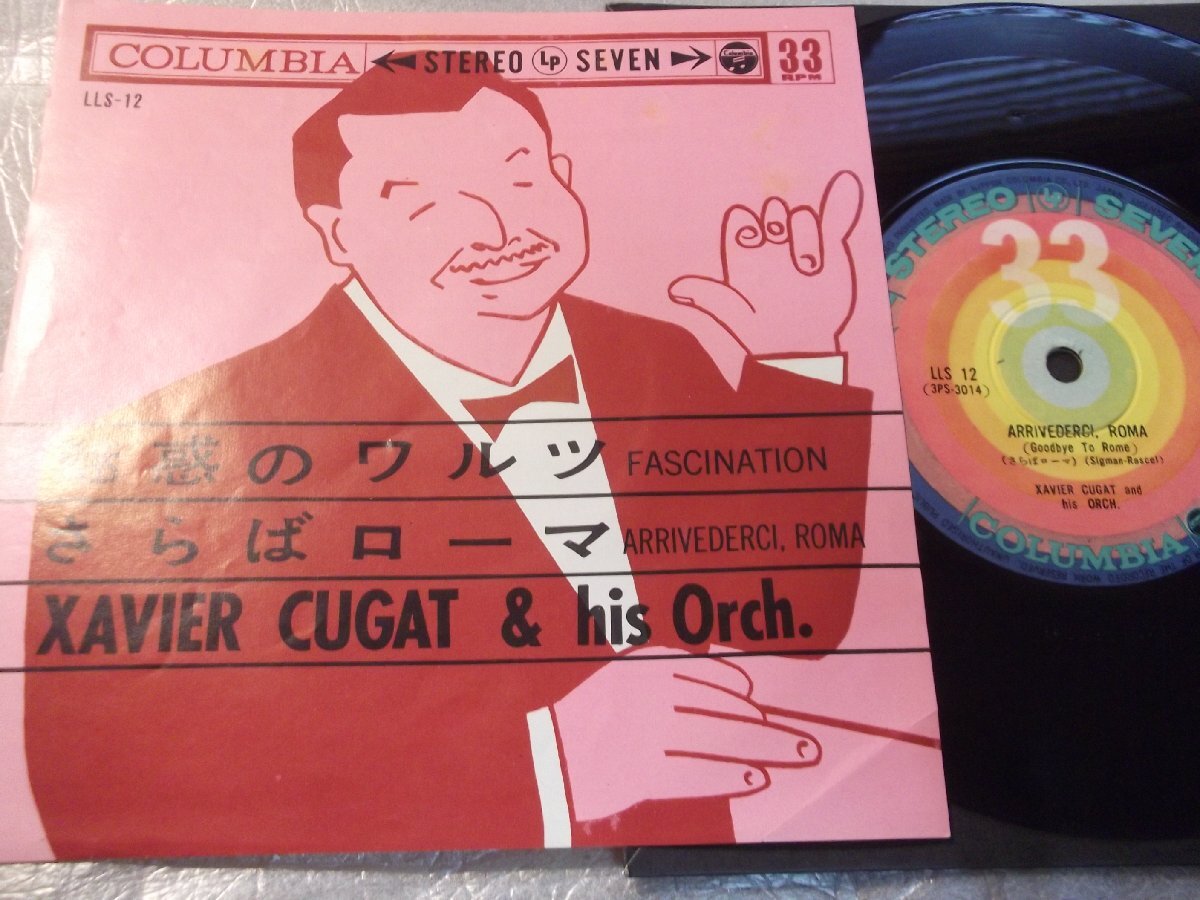 COLUMBIA STEREO LP SEVEN Columbia 33 RPM
LLS-12
惑のワルツ FASCINATION
さらばローマ ARRIVEDERCI, ROMA
XAVIER CUGAT & his Orch.
STEREO LP SEVEN
33
LLS 12
(3PS-3014)
ARRIVEDERCI, ROMA
(Goodbye To Rome)
(さらばローマ) (Sigman-Rascel)
XAVIER CUGAT and
his ORCH.
COLUMBIA